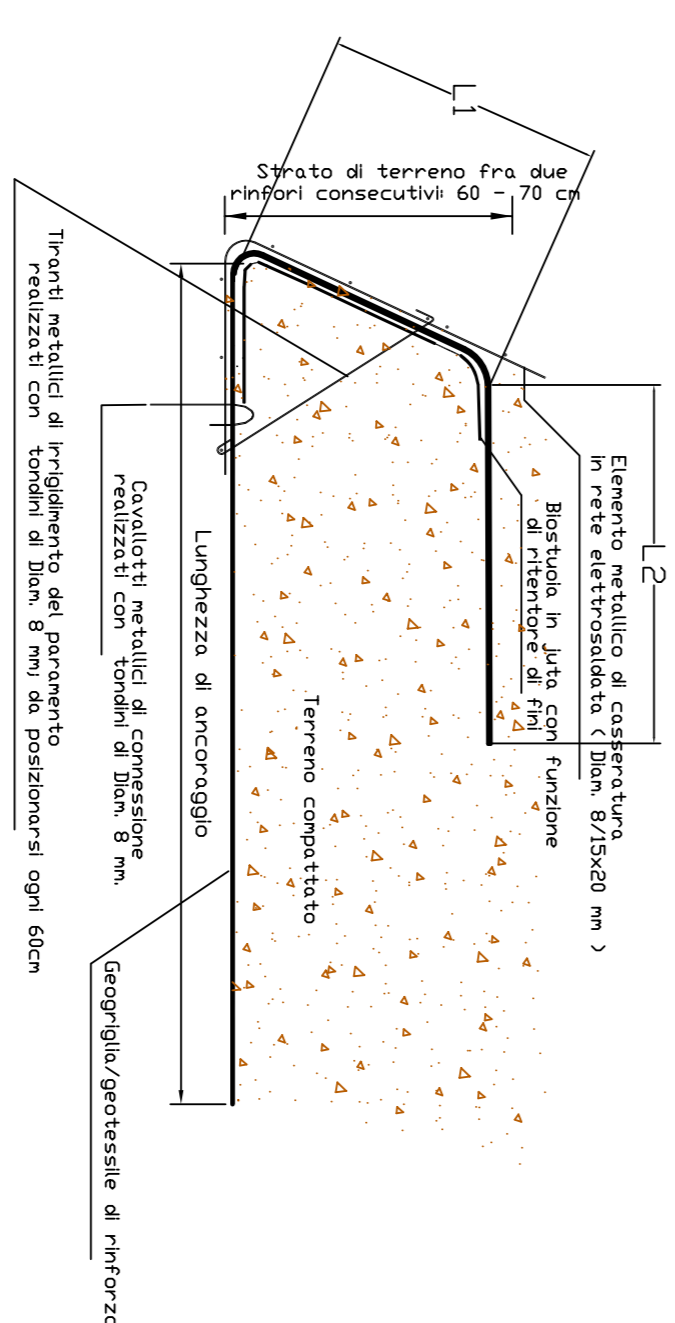 L1
Strato di terreno fra due
rinfori consecutivi: 60 - 70 cm
L2
Elemento metallico di casseratura
in rete elettrosaldata ( Diam. 8/15x20 mm )
Biostuola in juta con funzione
di ritentore di fini
Terreno compattato
Lunghezza di ancoraggio
Cavallotti metallici di connessione
realizzati con tondini di Diam. 8 mm.
Tiranti metallici di irrigidimento del paramento
realizzati con tondini di Diam. 8 mm; da posizionarsi ogni 60cm
Geogriglia/geotessile di rinforzo